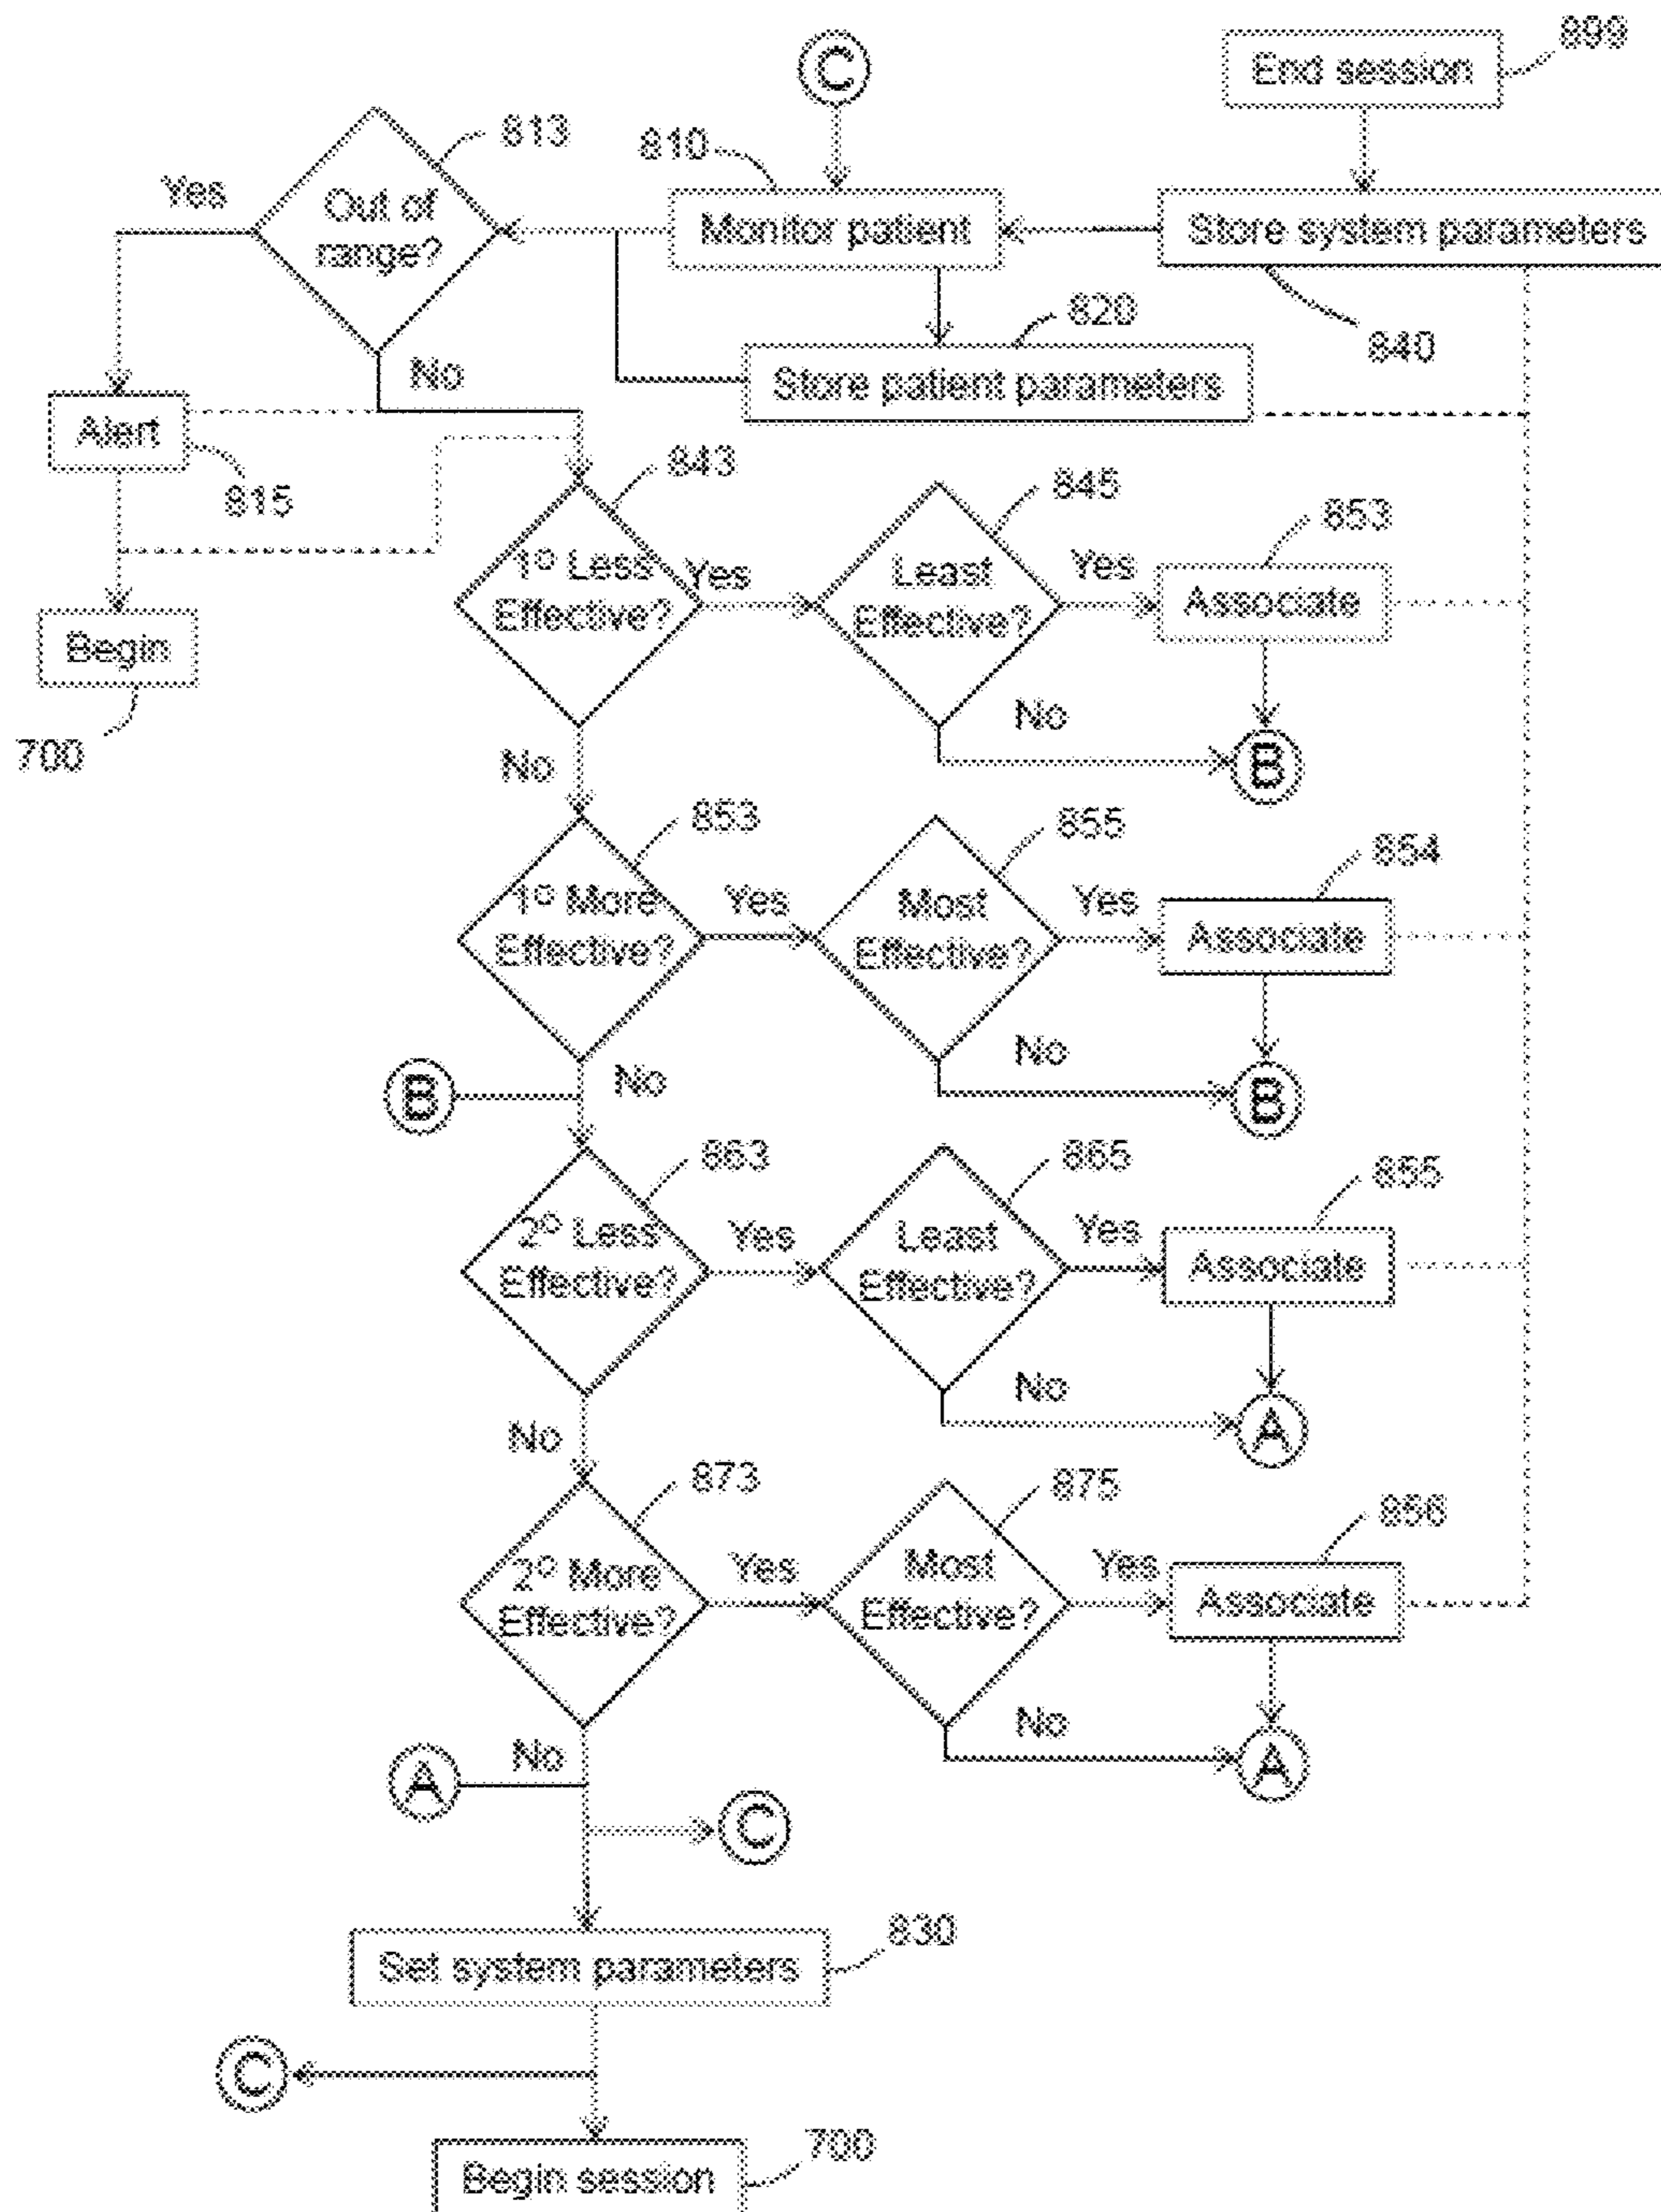 C
End session
899
813
810
Yes
Out of
range?
Monitor patient
Store system parameters
820
840
No
Store patient parameters
Alert
815
843
845
853
1º Less
Effective?
Yes
Least
Effective?
Yes
Associate
Begin
700
No
No
B
853
855
854
1º More
Effective?
Yes
Most
Effective?
Yes
Associate
No
No
B
B
863
865
855
2º Less
Effective?
Yes
Least
Effective?
Yes
Associate
No
No
A
873
875
856
2º More
Effective?
Yes
Most
Effective?
Yes
Associate
No
No
A
A
C
Set system parameters
830
C
Begin session
700